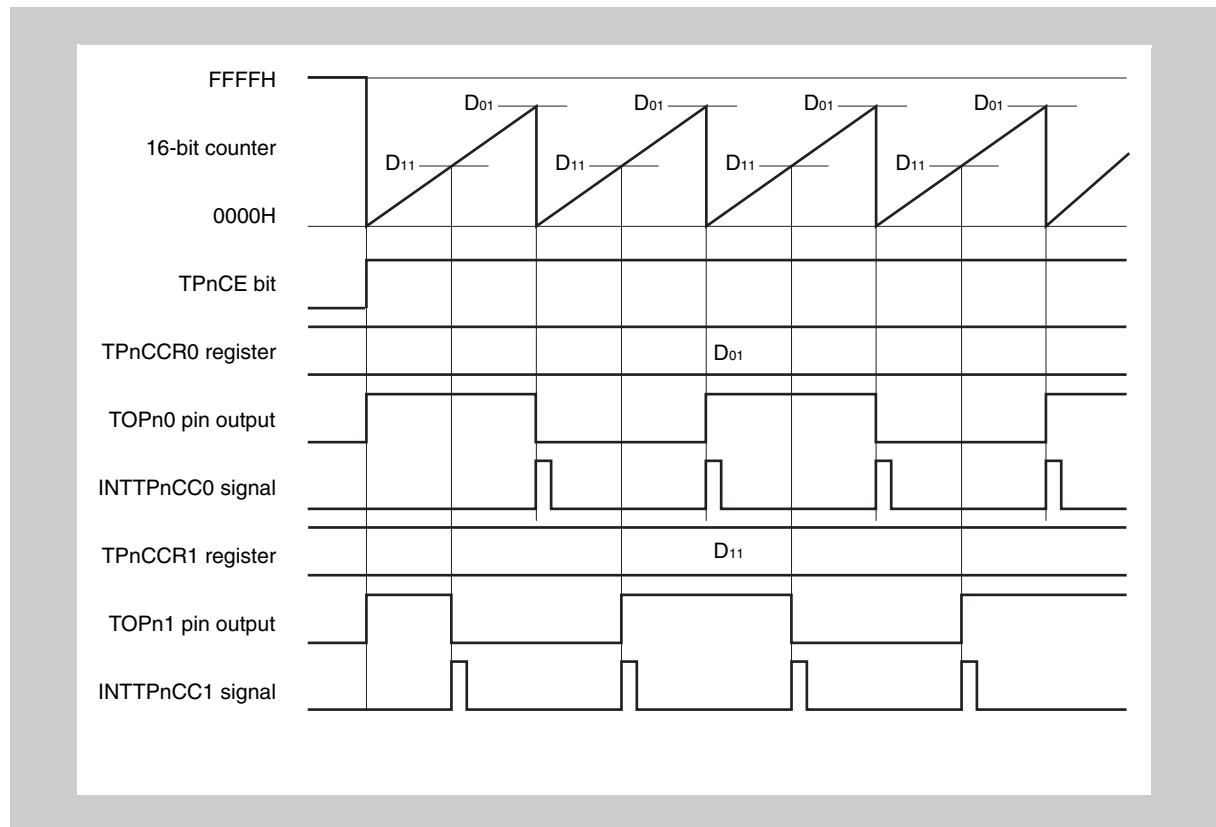 FFFFH
D01 D01 D01 D01
16-bit counter
D11 D11 D11 D11
0000H
TPnCE bit
TPnCCR0 register
D01
TOPn0 pin output
INTTPnCC0 signal
TPnCCR1 register
D11
TOPn1 pin output
INTTPnCC1 signal